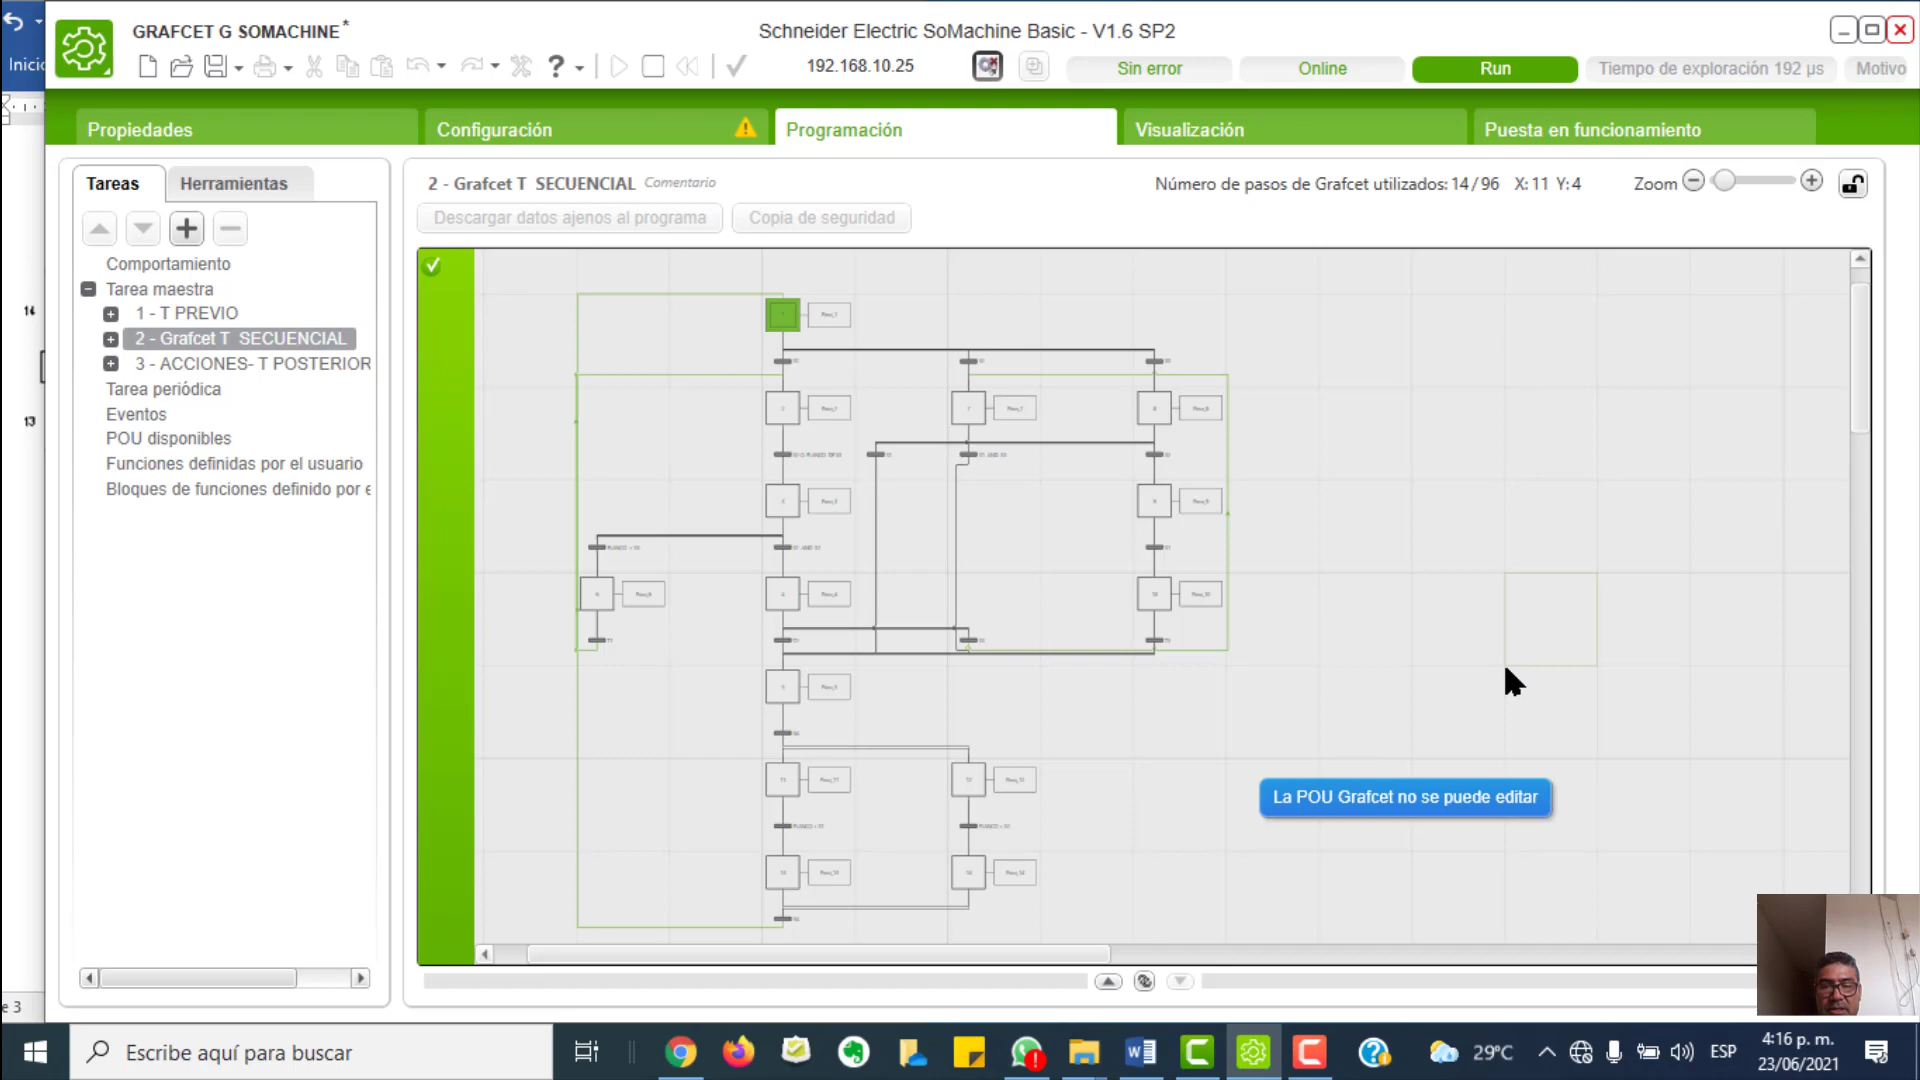 GRAFCET G SOMACHINE*
Schneider Electric SoMachine Basic - V1.6 SP2
Inicio
192.168.10.25
Sin error
Online
Run
Tiempo de exploración 192 µs
Motivo
Propiedades
Configuración
Programación
Visualización
Puesta en funcionamiento
Tareas
Herramientas
2 - Grafcet T SECUENCIAL
Comentario
Número de pasos de Grafcet utilizados: 14 / 96
X: 11 Y: 4
Zoom
Descargar datos ajenos al programa
Copia de seguridad
Comportamiento
Tarea maestra
1 - T PREVIO
2 - Grafcet T SECUENCIAL
3 - ACCIONES- T POSTERIOR
Tarea periódica
Eventos
POU disponibles
Funciones definidas por el usuario
Bloques de funciones definido por e
14
13
La POU Grafcet no se puede editar
e 3
Escribe aquí para buscar
29°C
ESP
4:16 p. m.
23/06/2021